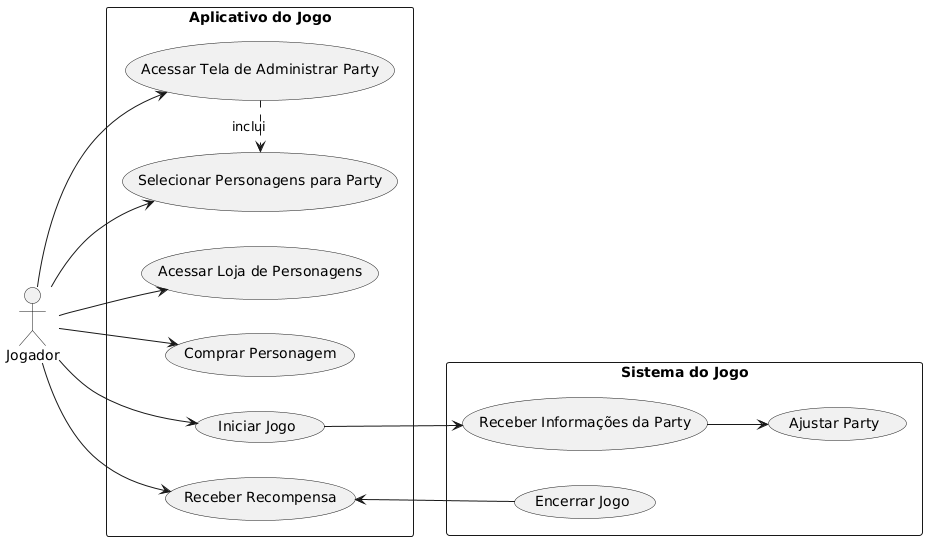 Aplicativo do Jogo
Acessar Tela de Administrar Party
inclui
Selecionar Personagens para Party
Acessar Loja de Personagens
Jogador
Comprar Personagem
Sistema do Jogo
Iniciar Jogo
Receber Informações da Party
Ajustar Party
Receber Recompensa
Encerrar Jogo